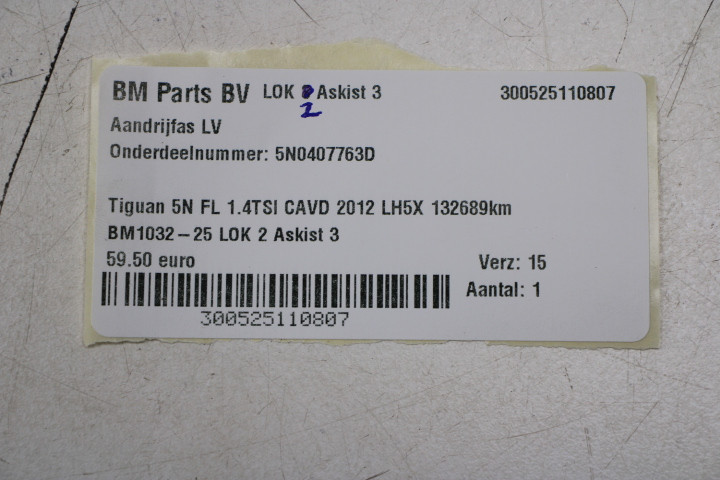 BM Parts BV LOK 2 Askist 3 300525110807
Aandrijfas LV
Onderdeelnummer: 5N0407763D
Tiguan 5N FL 1.4TSI CAVD 2012 LH5X 132689km
BM1032-25 LOK 2 Askist 3
59.50 euro Verz: 15
Aantal: 1
300525110807